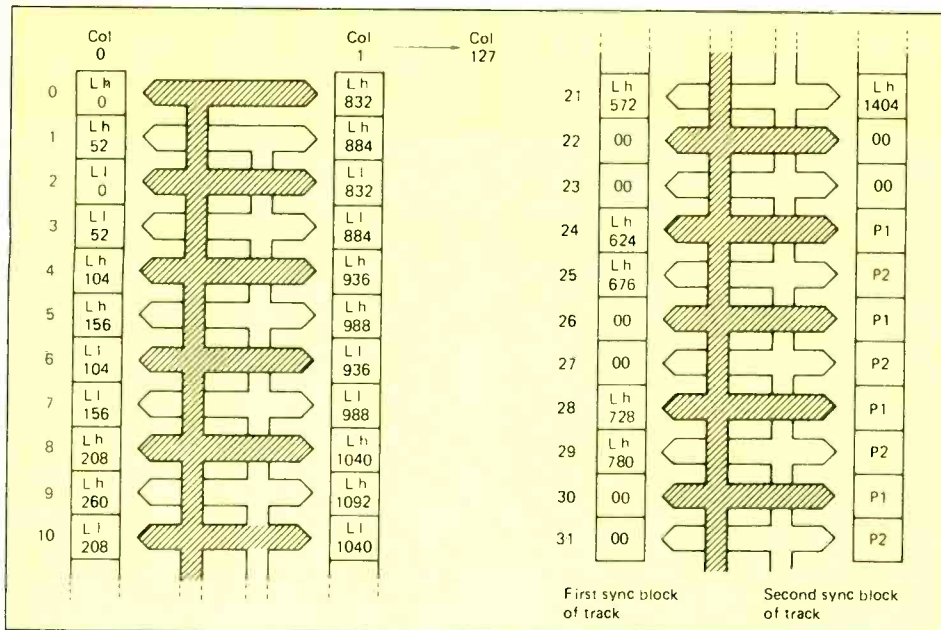 Col Col Col
0 1 127
0 Lh 0 Lh 832
1 Lh 52 Lh 884
2 Ll 0 Ll 832
3 Ll 52 Ll 884
4 Lh 104 Lh 936
5 Lh 156 Lh 988
6 Ll 104 Ll 936
7 Ll 156 Ll 988
8 Lh 208 Lh 1040
9 Lh 260 Lh 1092
10 Ll 208 Ll 1040
21 Lh 572 Lh 1404
22 00 00
23 00 00
24 Lh 624 P1
25 Lh 676 P2
26 00 P1
27 00 P2
28 Lh 728 P1
29 Lh 780 P2
30 00 P1
31 00 P2
First sync block
of track
Second sync block
of track